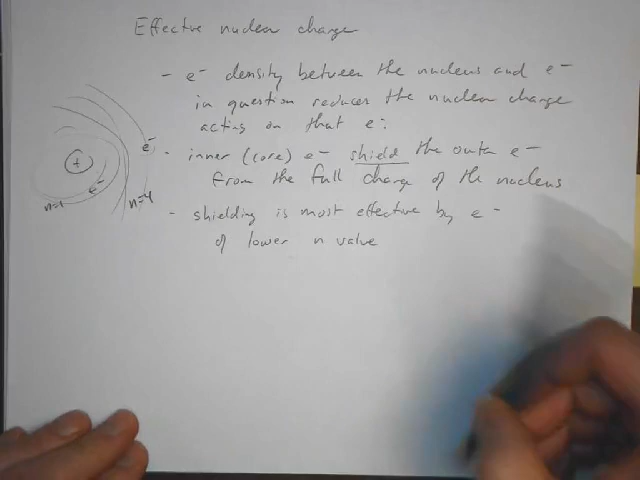 Effective nuclear charge
- e⁻ density between the nucleus and e⁻
in question reduces the nuclear charge
acting on that e⁻.
- inner (core) e⁻ shield the outer e⁻
from the full charge of the nucleus
- shielding is most effective by e⁻
of lower n value
e⁻
+
e⁻
n=1
n=4